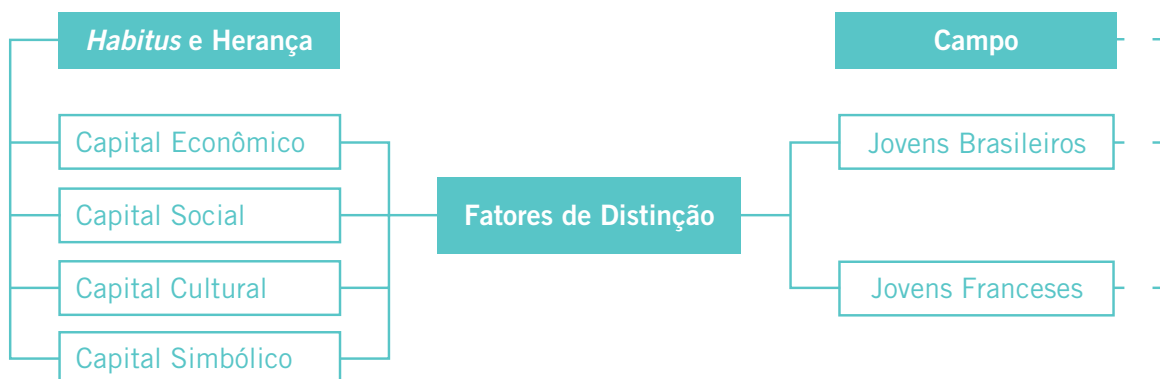 Habitus e Herança
Campo
Capital Econômico
Capital Social
Capital Cultural
Capital Simbólico
Fatores de Distinção
Jovens Brasileiros
Jovens Franceses